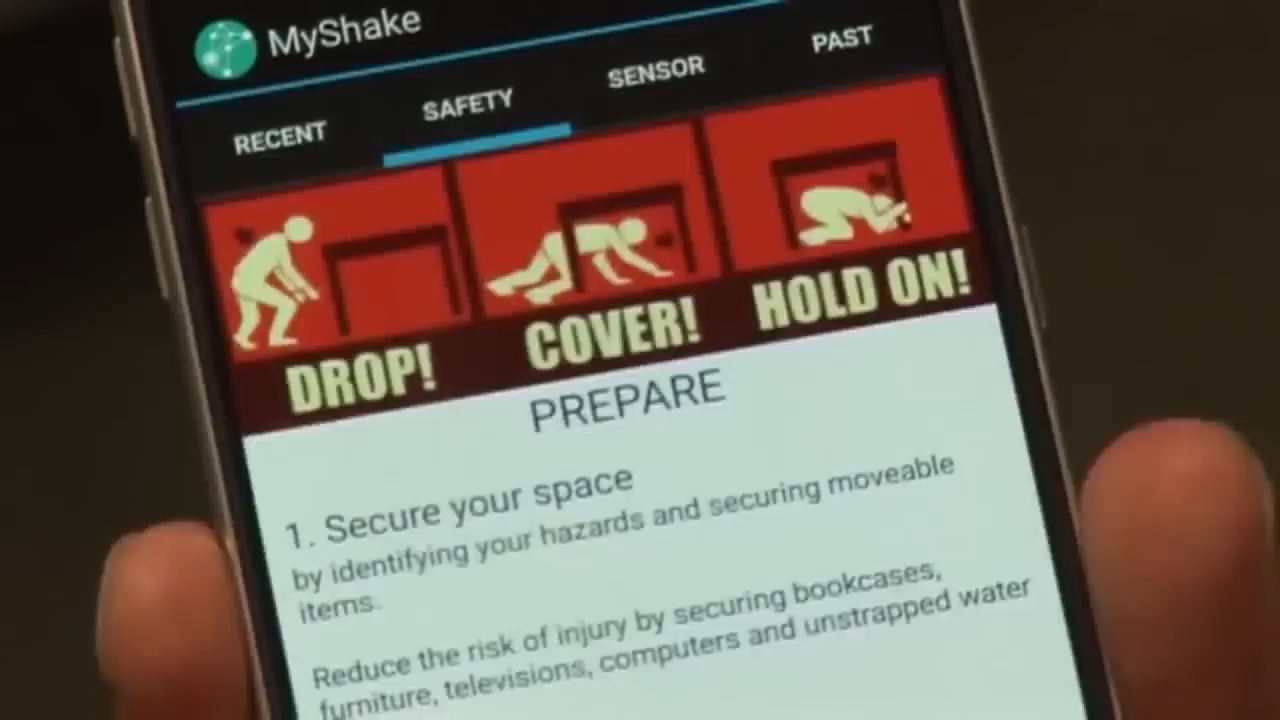 MyShake
RECENT SAFETY SENSOR PAST
DROP! COVER! HOLD ON!
PREPARE
1. Secure your space
by identifying your hazards and securing moveable
items.
Reduce the risk of injury by securing bookcases,
furniture, televisions, computers and unstrapped water